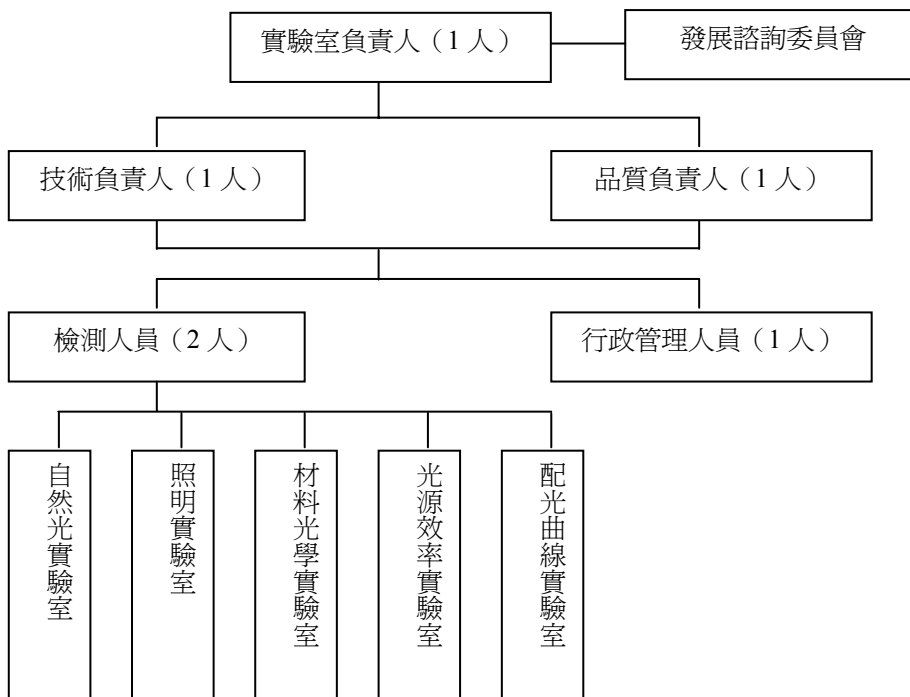 實驗室負責人（1 人）
發展諮詢委員會
技術負責人（1 人）
品質負責人（1 人）
檢測人員（2 人）
行政管理人員（1 人）
自然光實驗室
照明實驗室
材料光學實驗室
光源效率實驗室
配光曲線實驗室